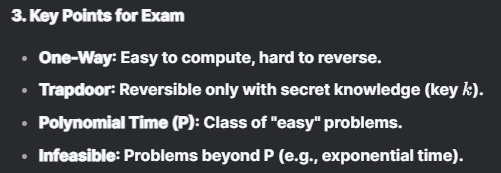 3. Key Points for Exam
• One-Way: Easy to compute, hard to reverse.
• Trapdoor: Reversible only with secret knowledge (key k).
• Polynomial Time (P): Class of "easy" problems.
• Infeasible: Problems beyond P (e.g., exponential time).